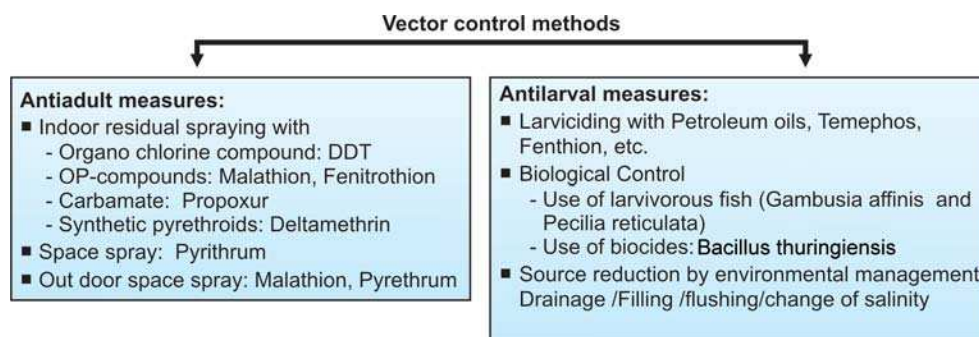 Vector control methods
Antiadult measures:
■ Indoor residual spraying with
- Organo chlorine compound: DDT
- OP-compounds: Malathion, Fenitrothion
- Carbamate: Propoxur
- Synthetic pyrethroids: Deltamethrin
■ Space spray: Pyrithrum
■ Out door space spray: Malathion, Pyrethrum
Antilarval measures:
■ Larviciding with Petroleum oils, Temephos,
Fenthion, etc.
■ Biological Control
- Use of larvivorous fish (Gambusia affinis and
Pecilia reticulata)
- Use of biocides: Bacillus thuringiensis
■ Source reduction by environmental management
Drainage /Filling /flushing/change of salinity